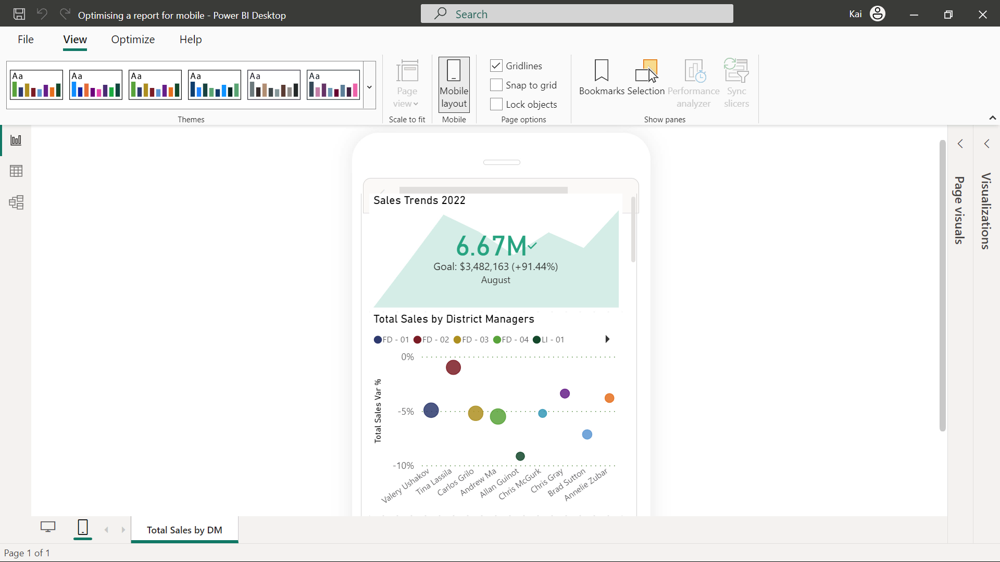 Optimising a report for mobile - Power BI Desktop
Search
Kai
File View Optimize Help
Aa Aa Aa Aa Aa Aa
Themes
Page view
Scale to fit
Mobile layout
Mobile
Gridlines
Snap to grid
Lock objects
Page options
Bookmarks
Selection
Performance analyzer
Sync slicers
Show panes
Page visuals
Visualizations
Sales Trends 2022
6.67M
Goal: $3,482,163 (+91.44%)
August
Total Sales by District Managers
FD - 01 FD - 02 FD - 03 FD - 04 LI - 01
Total Sales Var %
0%
-5%
-10%
Valery Ushakov
Tina Lassila
Carlos Grilo
Andrew Ma
Allan Guinot
Chris McGurk
Chris Gray
Brad Sutton
Annelie Zubar
Total Sales by DM
Page 1 of 1